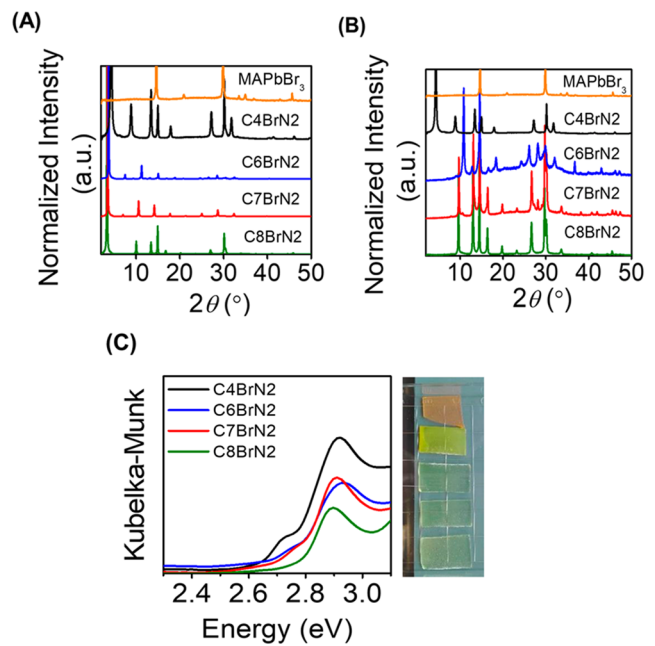 (A)
Normalized Intensity
(a.u.)
MAPbBr3
C4BrN2
C6BrN2
C7BrN2
C8BrN2
10 20 30 40 50
2θ (°)
(B)
Normalized Intensity
(a.u.)
MAPbBr3
C4BrN2
C6BrN2
C7BrN2
C8BrN2
10 20 30 40 50
2θ (°)
(C)
Kubelka-Munk
C4BrN2
C6BrN2
C7BrN2
C8BrN2
2.4 2.6 2.8 3.0
Energy (eV)